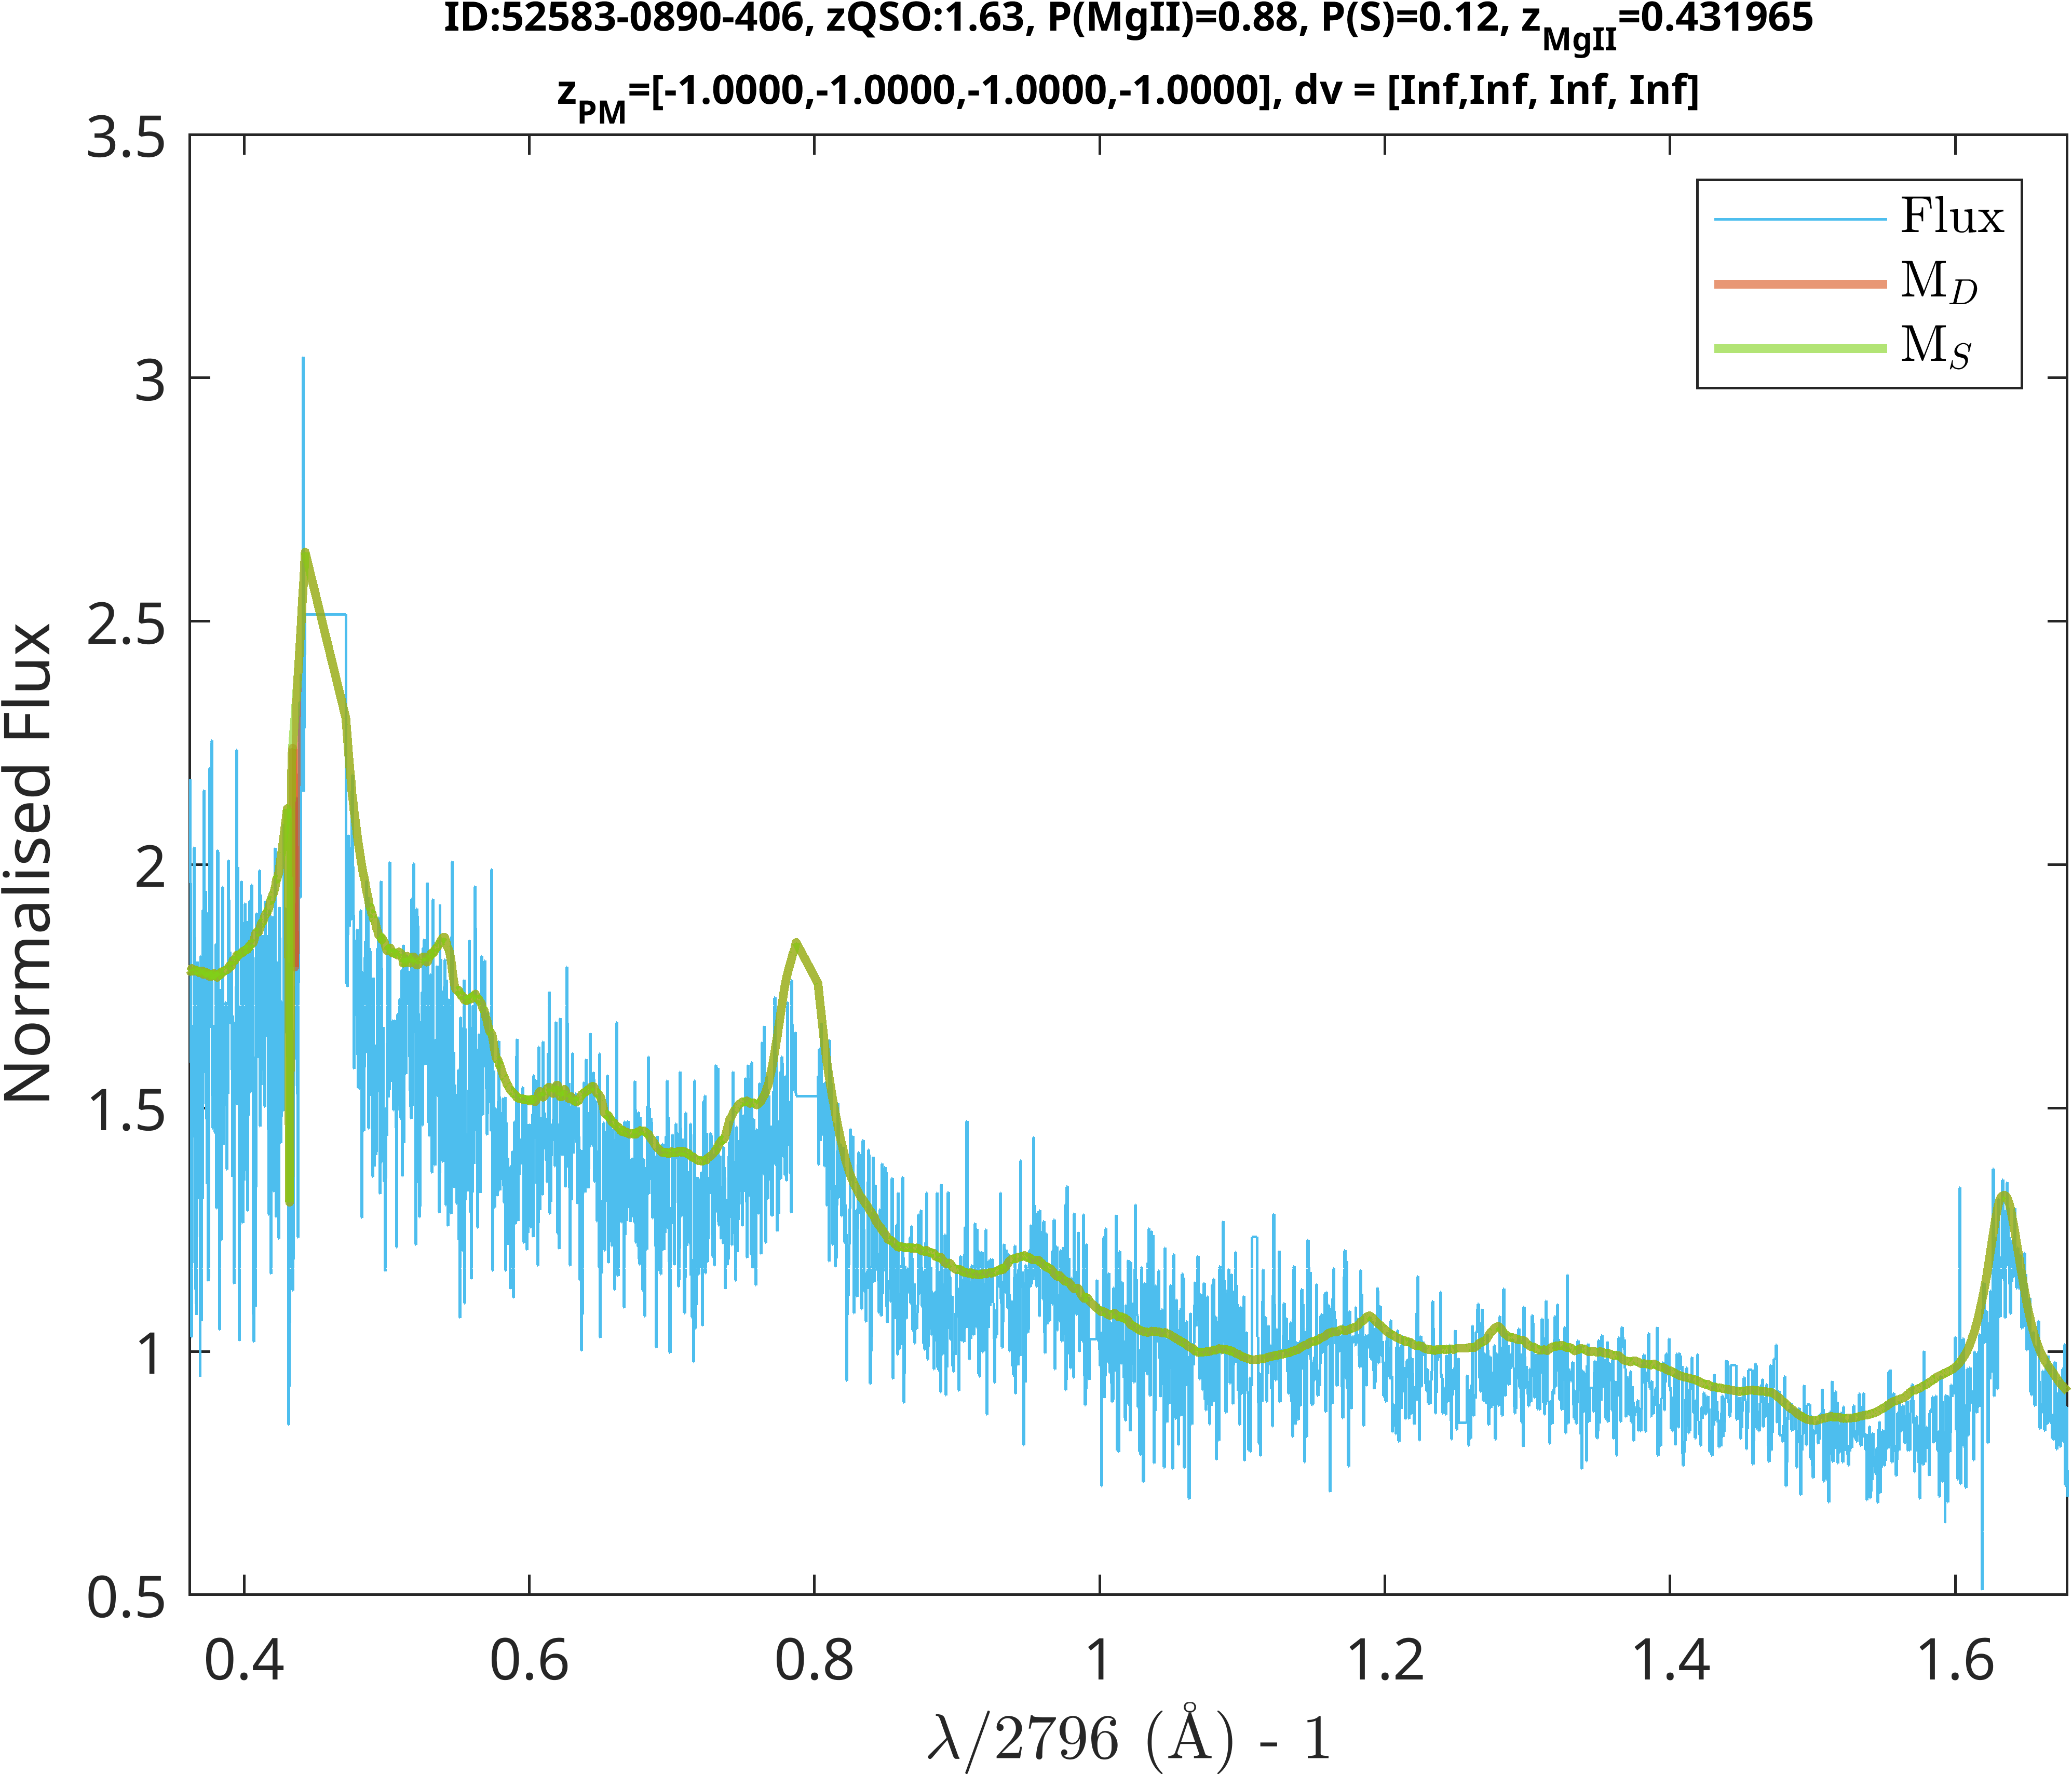 ID:52583-0890-406, zQSO:1.63, P(MgII)=0.88, P(S)=0.12, zMgII=0.431965
zPM=[-1.0000,-1.0000,-1.0000,-1.0000], dv = [Inf,Inf, Inf, Inf]
3.5
3
2.5
2
1.5
1
0.5
Normalised Flux
Flux
MD
MS
0.4
0.6
0.8
1
1.2
1.4
1.6
λ/2796 (Å) - 1